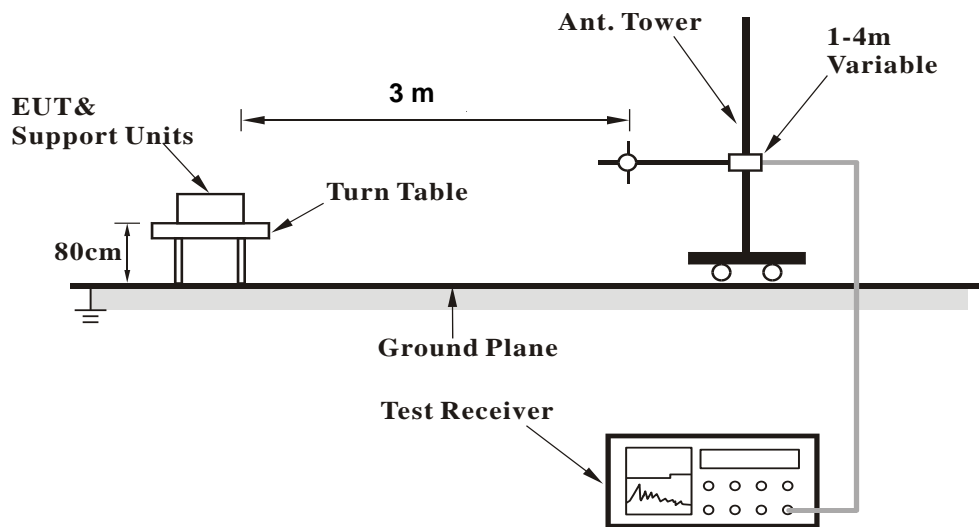 Ant. Tower
1-4m
Variable
3 m
EUT&
Support Units
Turn Table
80cm
Ground Plane
Test Receiver